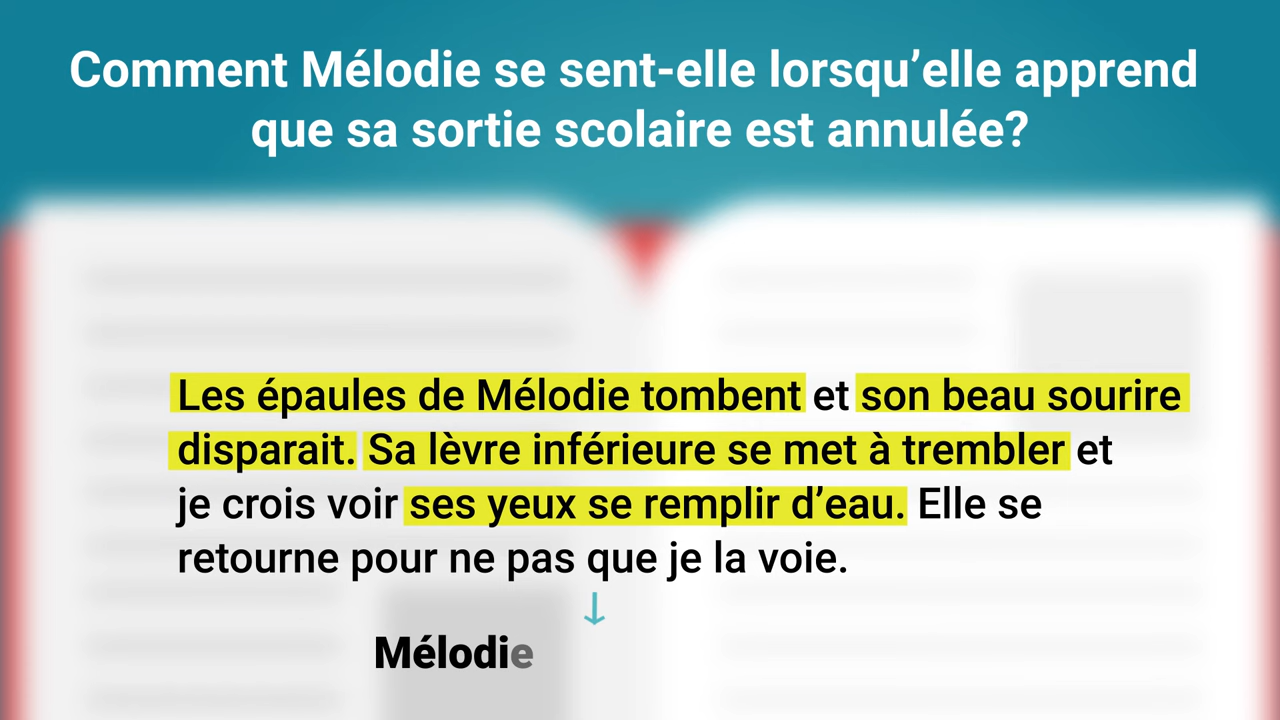 Comment Mélodie se sent-elle lorsqu’elle apprend
que sa sortie scolaire est annulée?
Les épaules de Mélodie tombent et son beau sourire
disparait. Sa lèvre inférieure se met à trembler et
je crois voir ses yeux se remplir d’eau. Elle se
retourne pour ne pas que je la voie.
↓
Mélodie